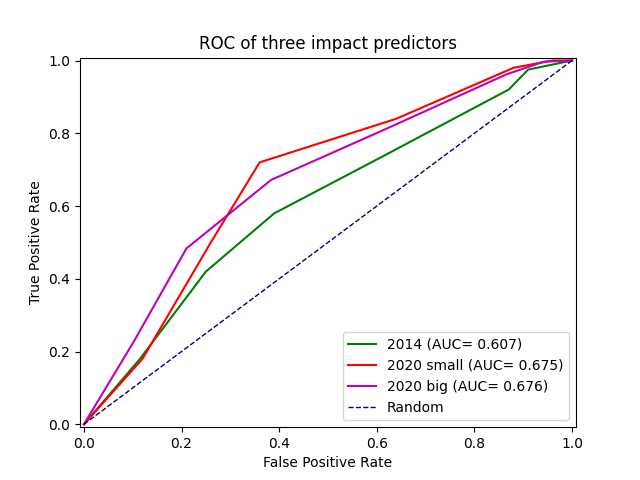 ROC of three impact predictors
True Positive Rate
1.0
0.8
0.6
0.4
0.2
0.0
2014 (AUC= 0.607)
2020 small (AUC= 0.675)
2020 big (AUC= 0.676)
Random
0.0 0.2 0.4 0.6 0.8 1.0
False Positive Rate